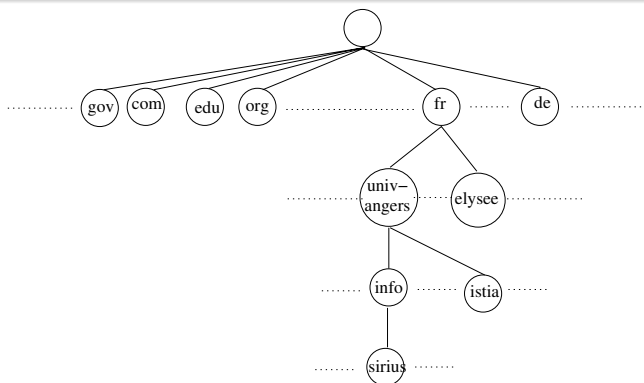 gov com edu org fr de
univ-
angers elysee
info istia
sirius